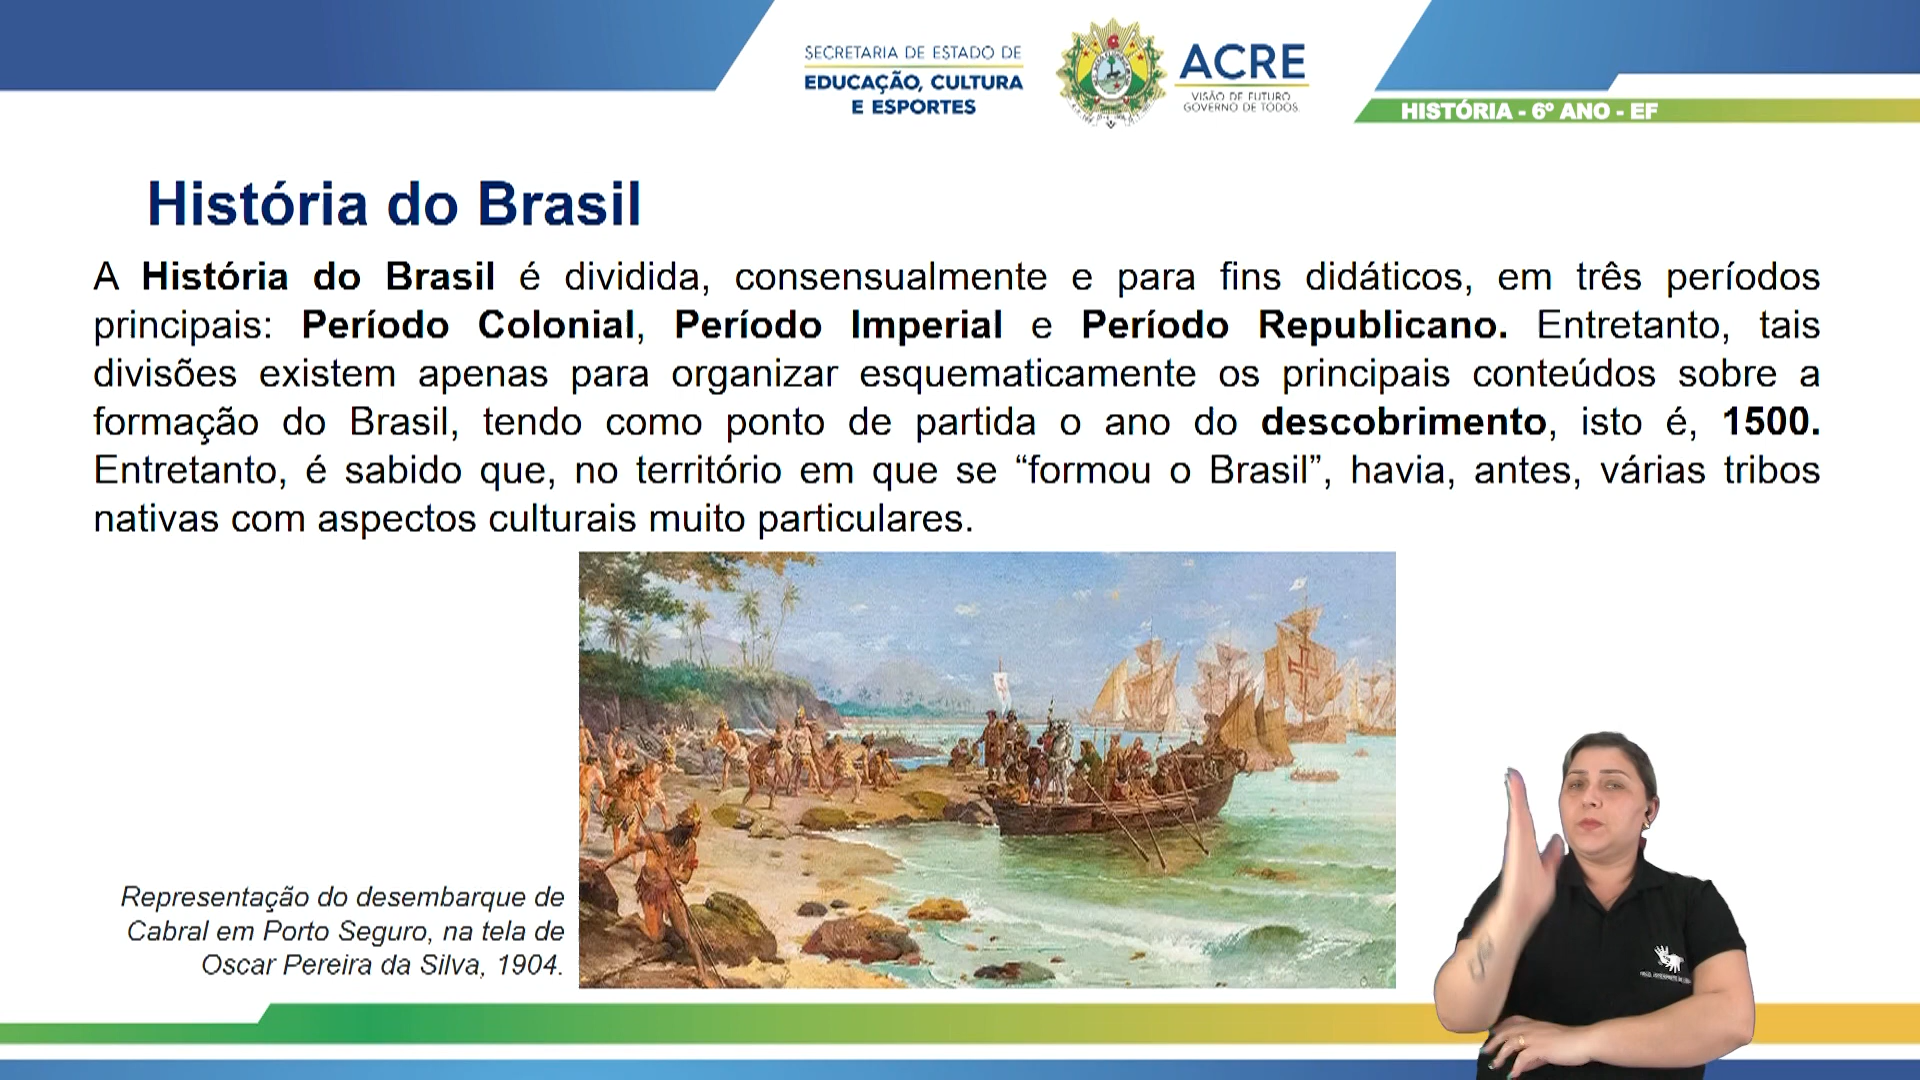 SECRETARIA DE ESTADO DE
EDUCAÇÃO, CULTURA
E ESPORTES
ACRE
VISÃO DE FUTURO
GOVERNO DE TODOS
HISTÓRIA - 6º ANO - EF
História do Brasil
A História do Brasil é dividida, consensualmente e para fins didáticos, em três períodos
principais: Período Colonial, Período Imperial e Período Republicano. Entretanto, tais
divisões existem apenas para organizar esquematicamente os principais conteúdos sobre a
formação do Brasil, tendo como ponto de partida o ano do descobrimento, isto é, 1500.
Entretanto, é sabido que, no território em que se “formou o Brasil”, havia, antes, várias tribos
nativas com aspectos culturais muito particulares.
Representação do desembarque de
Cabral em Porto Seguro, na tela de
Oscar Pereira da Silva, 1904.